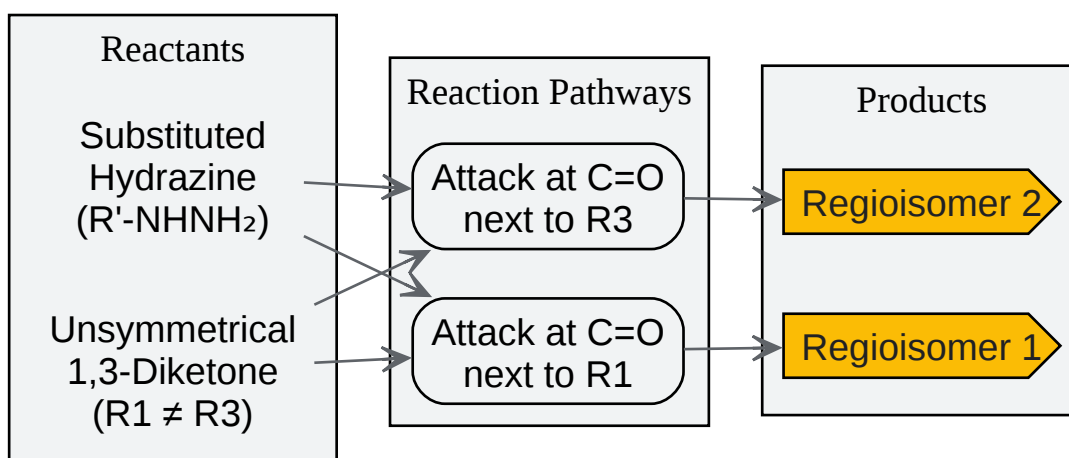 Reactants
Substituted
Hydrazine
(R'-NHNH₂)
Unsymmetrical
1,3-Diketone
(R1 ≠ R3)
Reaction Pathways
Attack at C=O
next to R3
Attack at C=O
next to R1
Products
Regioisomer 2
Regioisomer 1